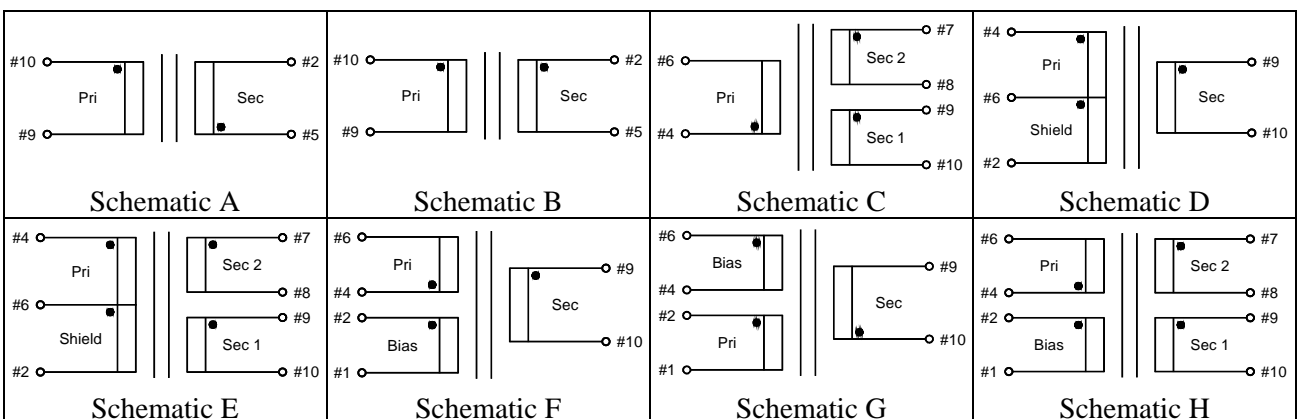 #10
#2
Pri
Sec
#9
#5
Schematic A
#10
#2
Pri
Sec
#9
#5
Schematic B
#7
#6
Sec 2
Pri
#8
#9
#4
Sec 1
#10
Schematic C
#4
Pri
#9
#6
Sec
Shield
#10
#2
Schematic D
#4
#7
Pri
Sec 2
#8
#6
#9
Shield
Sec 1
#2
#10
Schematic E
#6
Pri
#9
#4
Sec
#2
Bias
#10
#1
Schematic F
#6
Bias
#9
#4
Sec
#2
Pri
#10
#1
Schematic G
#6
#7
Pri
Sec 2
#4
#8
#2
#9
Bias
Sec 1
#1
#10
Schematic H